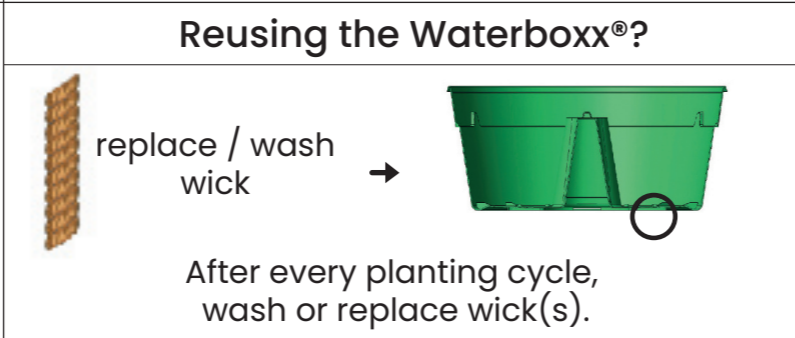 Reusing the Waterboxx®?
replace / wash
wick
After every planting cycle,
wash or replace wick(s).